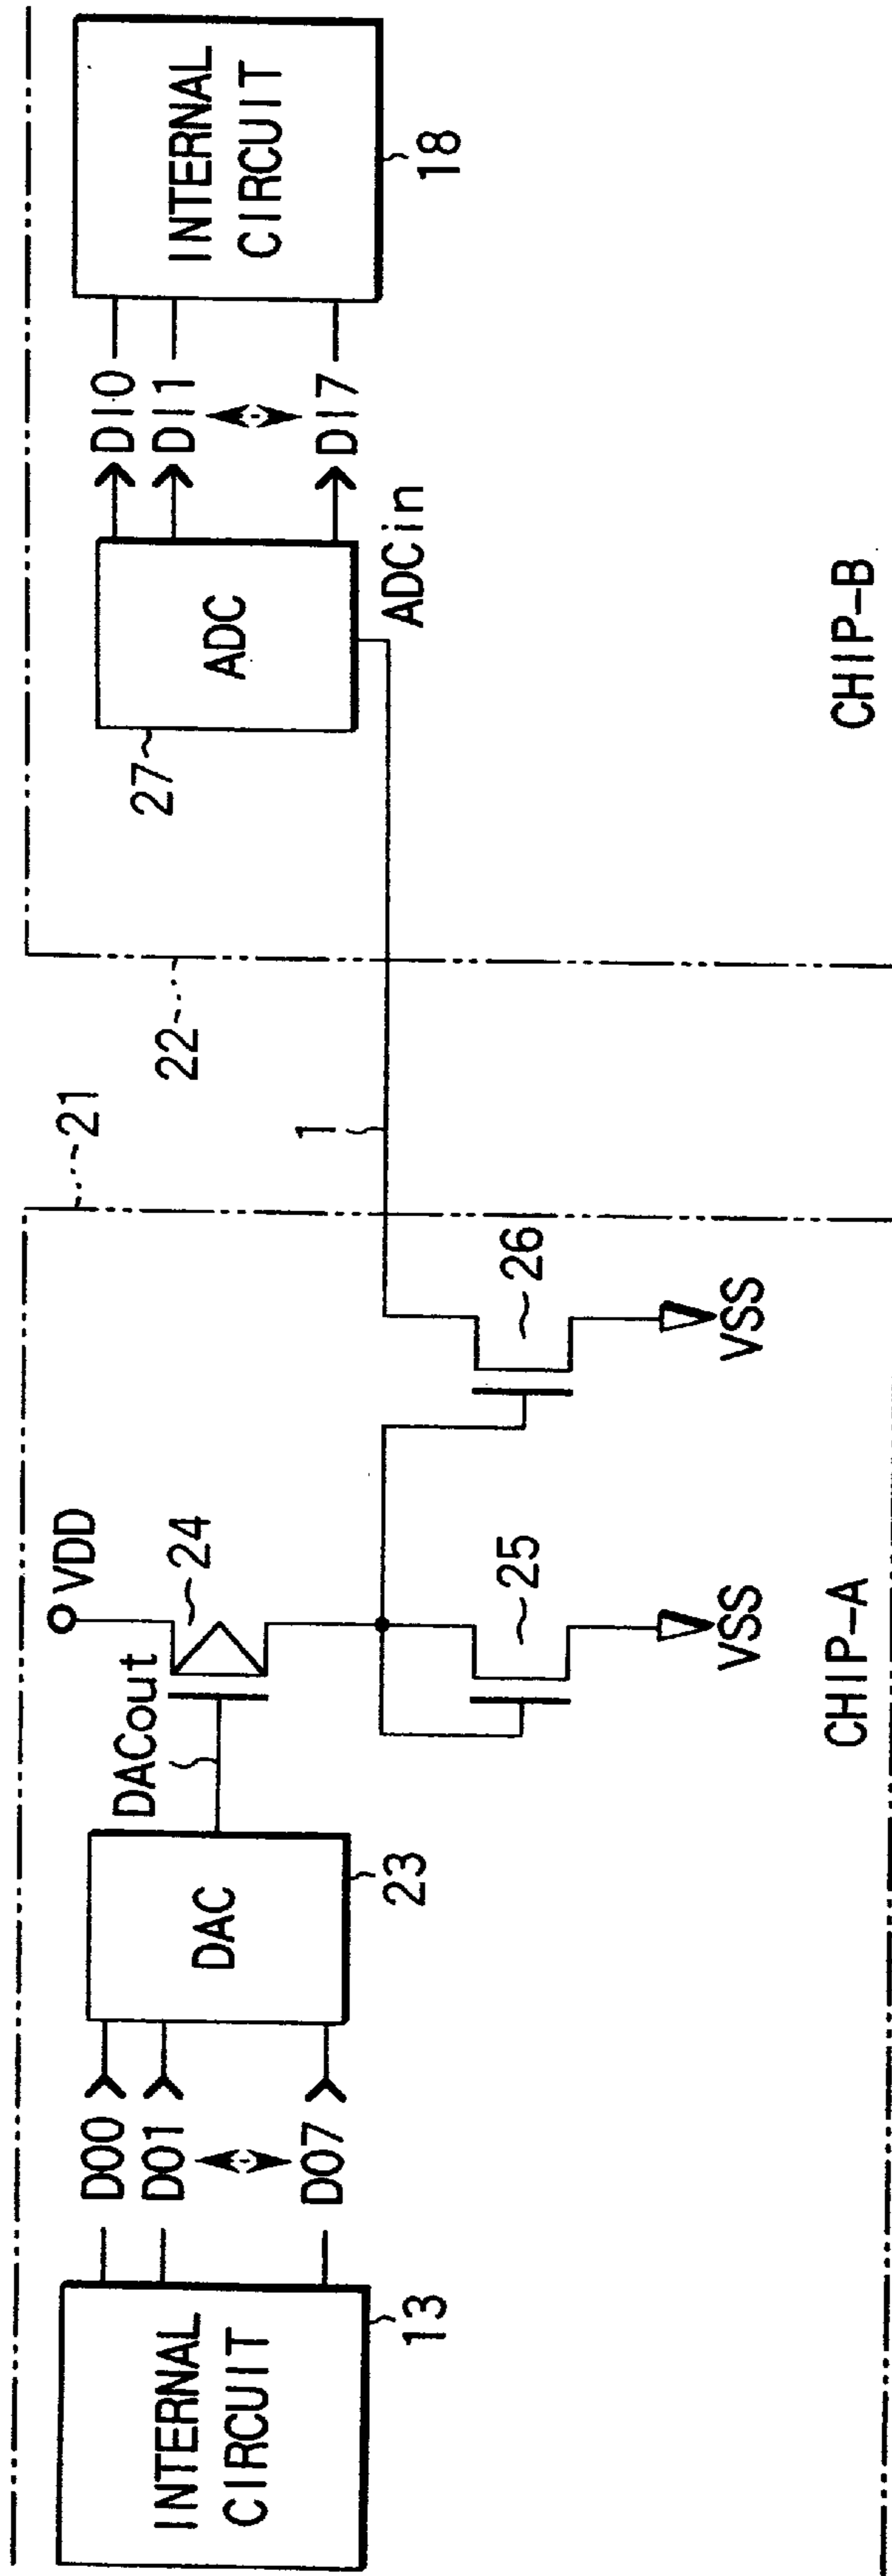 INTERNAL
CIRCUIT
13
DO0
DO1
DO7
DAC
23
DACout
VDD
24
25
VSS
26
VSS
CHIP-A
21
1
22
27
ADC
ADCin
DI0
DI1
DI7
INTERNAL
CIRCUIT
18
CHIP-B